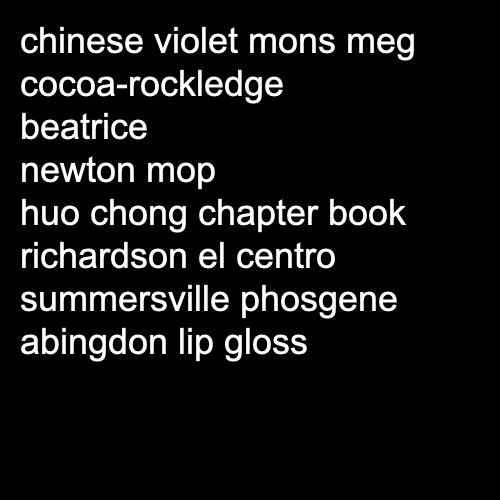 chinese violet mons meg
cocoa-rockledge
beatrice
newton mop
huo chong chapter book
richardson el centro
summersville phosgene
abingdon lip gloss